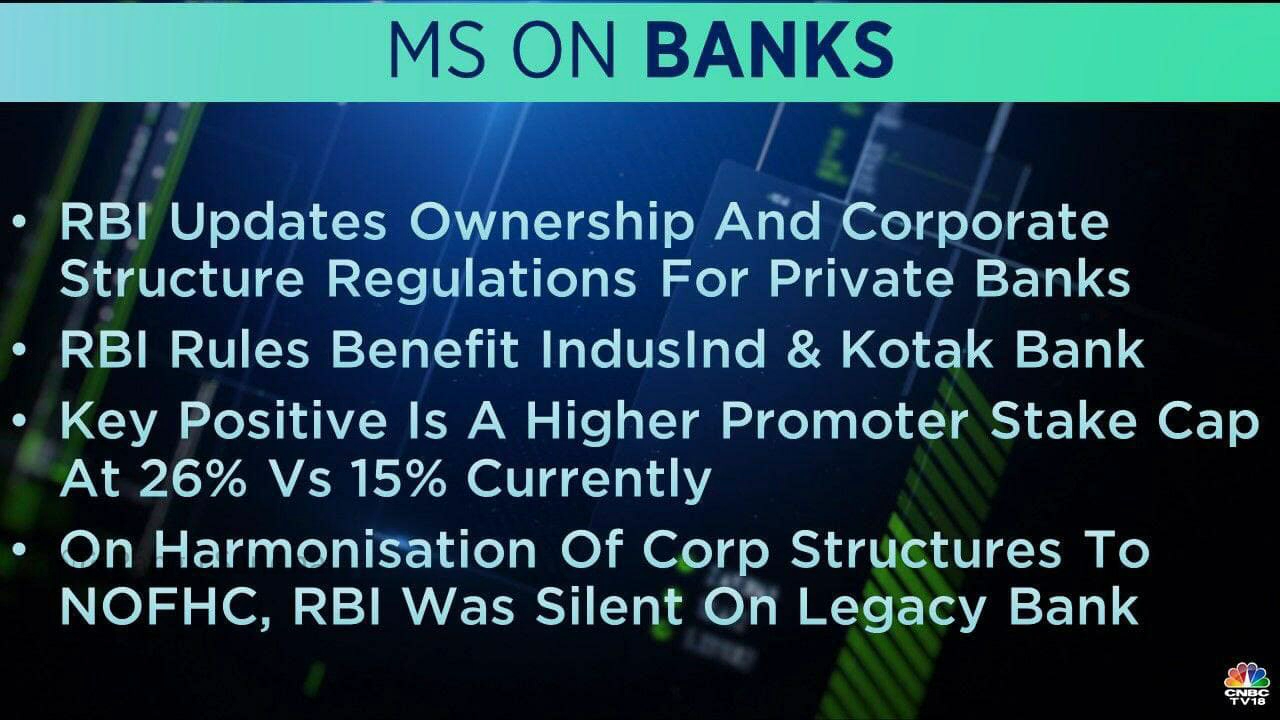 MS ON BANKS
• RBI Updates Ownership And Corporate
Structure Regulations For Private Banks
• RBI Rules Benefit IndusInd & Kotak Bank
• Key Positive Is A Higher Promoter Stake Cap
At 26% Vs 15% Currently
• On Harmonisation Of Corp Structures To
NOFHC, RBI Was Silent On Legacy Bank
CNBC
TV18